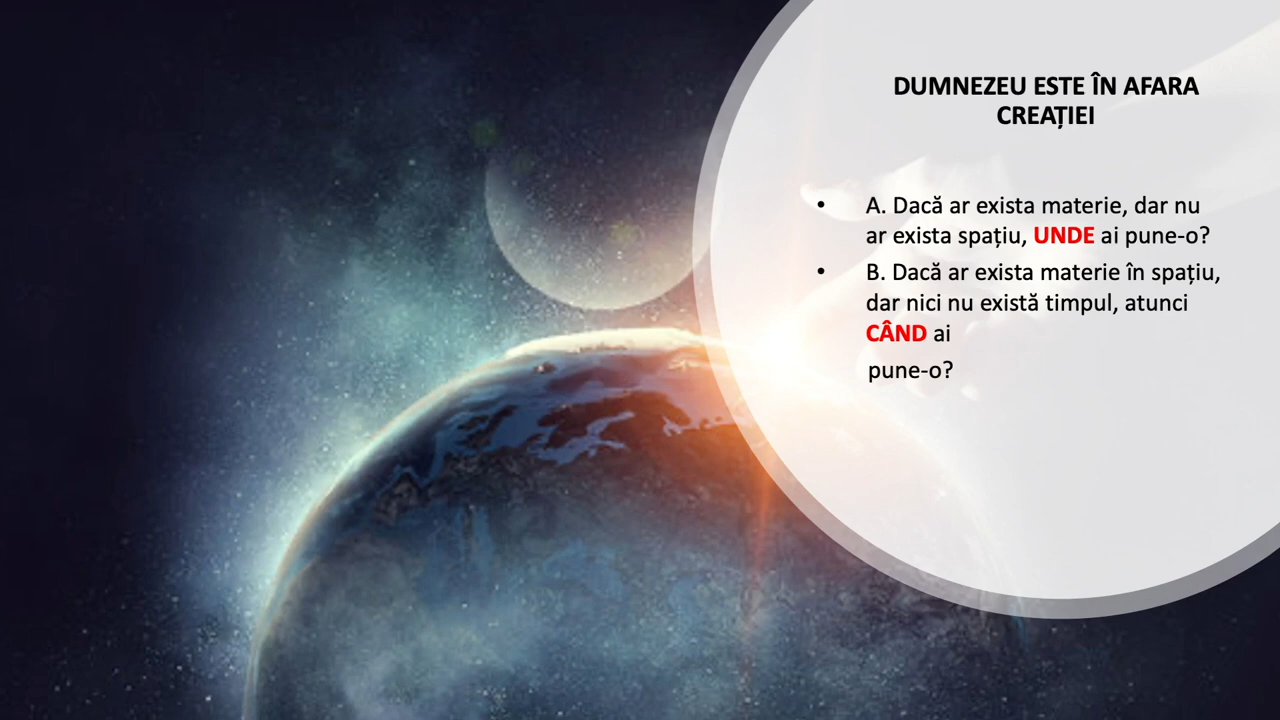 DUMNEZEU ESTE ÎN AFARA
CREAȚIEI
• A. Dacă ar exista materie, dar nu
ar exista spațiu, UNDE ai pune-o?
• B. Dacă ar exista materie în spațiu,
dar nici nu există timpul, atunci
CÂND ai
pune-o?